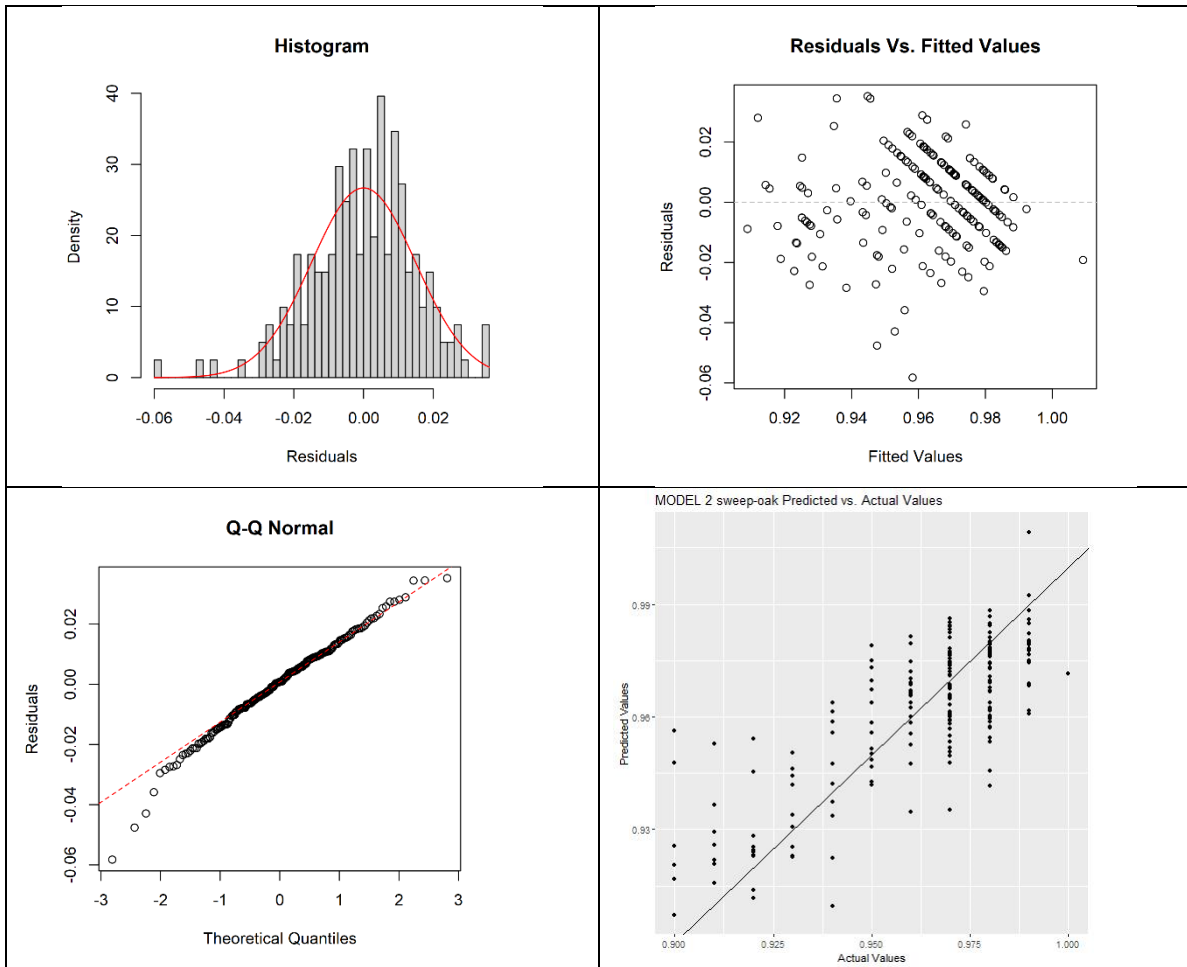 Histogram
40
30
20
10
0
Density
-0.06 -0.04 -0.02 0.00 0.02
Residuals
Residuals Vs. Fitted Values
0.02
0.00
-0.02
-0.04
-0.06
Residuals
0.92 0.94 0.96 0.98 1.00
Fitted Values
Q-Q Normal
0.02
0.00
-0.02
-0.04
-0.06
Residuals
-3 -2 -1 0 1 2 3
Theoretical Quantiles
MODEL 2 sweep-oak Predicted vs. Actual Values
0.99
0.96
0.93
Predicted Values
0.900 0.925 0.950 0.975 1.000
Actual Values